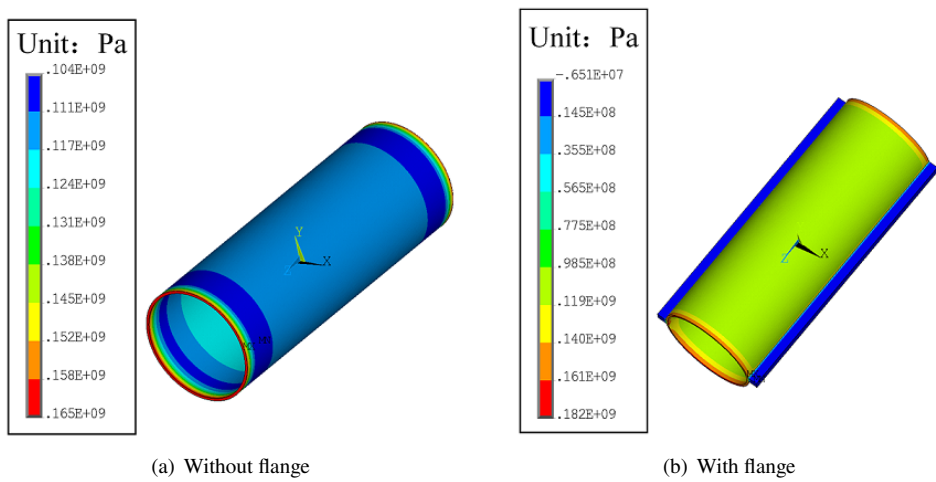 Unit: Pa
.104E+09
.111E+09
.117E+09
.124E+09
.131E+09
.138E+09
.145E+09
.152E+09
.158E+09
.165E+09
Y
X
Z
(a) Without flange
Unit: Pa
-.651E+07
.145E+08
.355E+08
.565E+08
.775E+08
.985E+08
.119E+09
.140E+09
.161E+09
.182E+09
Z
X
(b) With flange